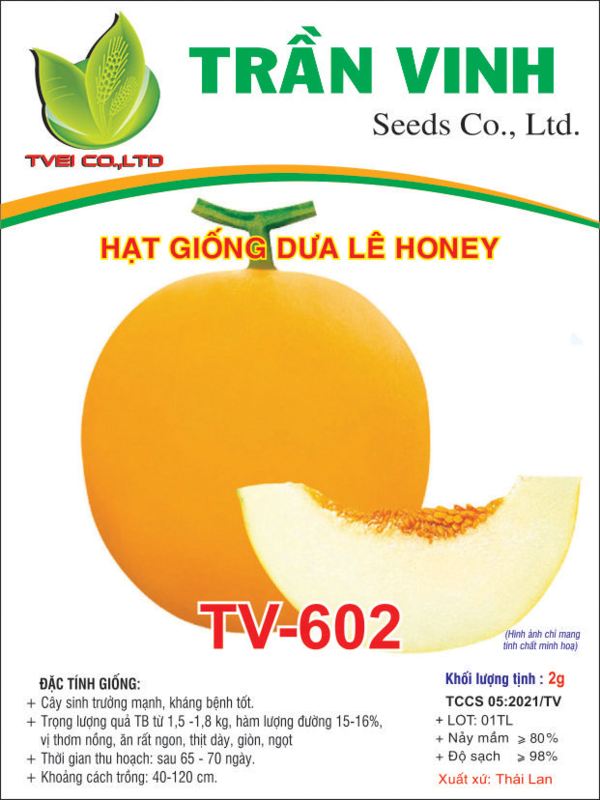 TRẦN VINH
Seeds Co., Ltd.
TVEI CO.,LTD
HẠT GIỐNG DƯA LÊ HONEY
TV-602
(Hình ảnh chỉ mang
tính chất minh hoạ)
ĐẶC TÍNH GIỐNG:
+ Cây sinh trưởng mạnh, kháng bệnh tốt.
+ Trọng lượng quả TB từ 1,5 -1,8 kg, hàm lượng đường 15-16%,
vị thơm nồng, ăn rất ngon, thịt dày, giòn, ngọt
+ Thời gian thu hoạch: sau 65 - 70 ngày.
+ Khoảng cách trồng: 40-120 cm.
Khối lượng tịnh : 2g
TCCS 05:2021/TV
+ LOT: 01TL
+ Nảy mầm ⩾ 80%
+ Độ sạch ⩾ 98%
Xuất xứ: Thái Lan